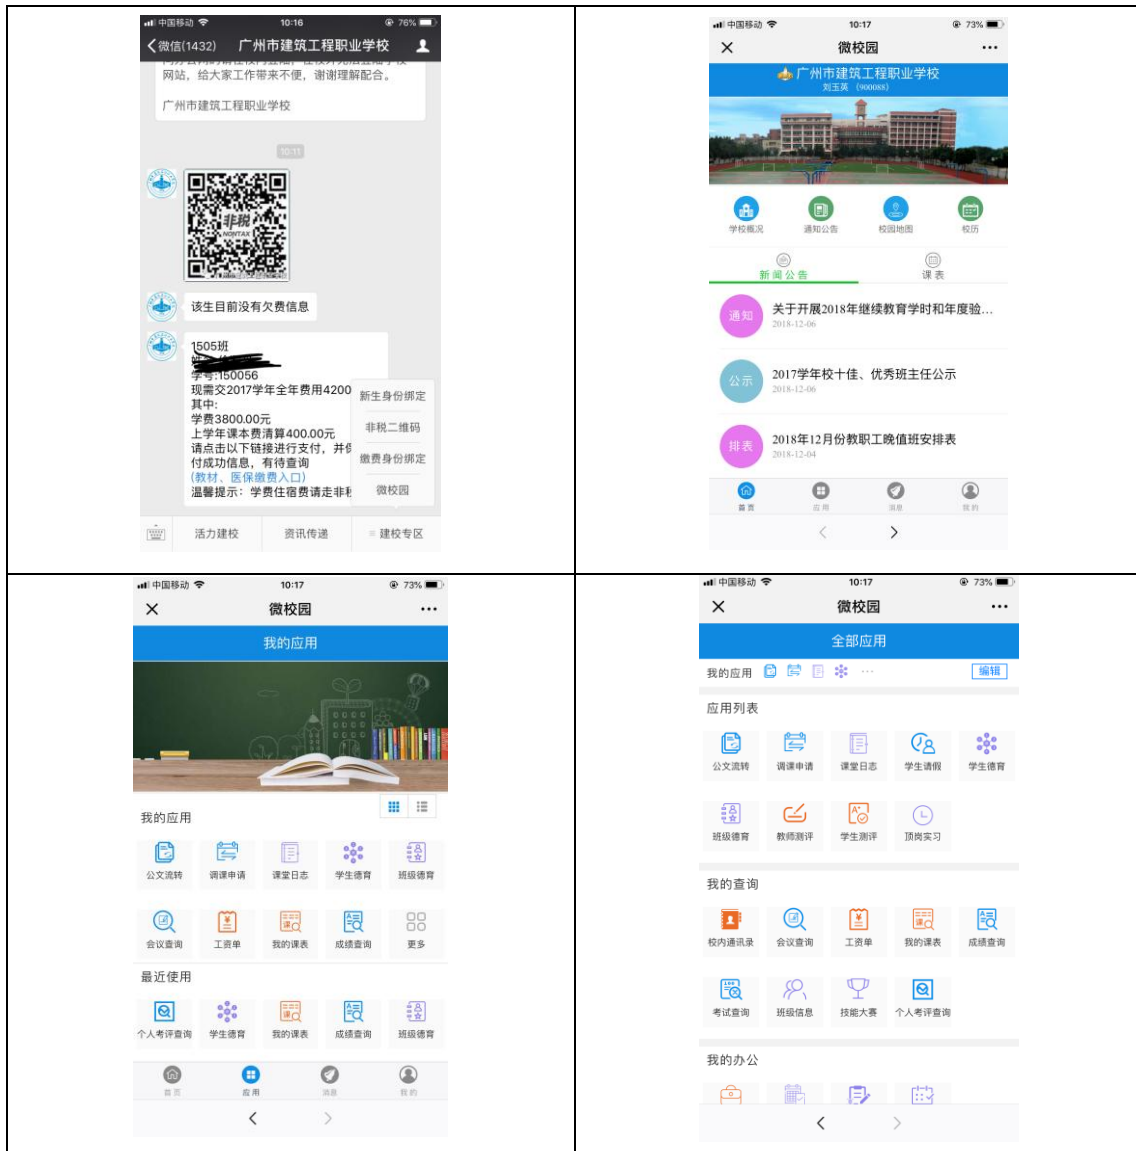 中国移动 10:16 76%
微信(1432) 广州市建筑工程职业学校
网站，给大家工作带来不便，谢谢理解配合。
广州市建筑工程职业学校
10:11
非税
NONTAX
该生目前没有欠费信息
1505班
学号:150056
现需交2017学年全年费用4200
其中:
学费3800.00元
上学年课本费清算400.00元
请点击以下链接进行支付，并保
付成功信息，有待查询
(教材、医保缴费入口)
温馨提示：学费住宿费请走非税
新生身份绑定
非税二维码
缴费身份绑定
微校园
活力建校 资讯传递 建校专区
中国移动 10:17 73%
微校园
广州市建筑工程职业学校
刘玉英 (900088)
学校概况 通知公告 校园地图 校历
新闻公告 课表
通知 关于开展2018年继续教育学时和年度验...
2018-12-06
公示 2017学年校十佳、优秀班主任公示
2018-12-06
排表 2018年12月份教职工晚值班安排表
2018-12-04
首页 应用 消息 我的
中国移动 10:17 73%
微校园
我的应用
我的应用
公文流转 调课申请 课堂日志 学生德育 班级德育
会议查询 工资单 我的课表 成绩查询 更多
最近使用
个人考评查询 学生德育 我的课表 成绩查询 班级德育
首页 应用 消息 我的
中国移动 10:17 73%
微校园
全部应用
我的应用 ... 编辑
应用列表
公文流转 调课申请 课堂日志 学生请假 学生德育
班级德育 教师测评 学生测评 顶岗实习
我的查询
校内通讯录 会议查询 工资单 我的课表 成绩查询
考试查询 班级信息 技能大赛 个人考评查询
我的办公